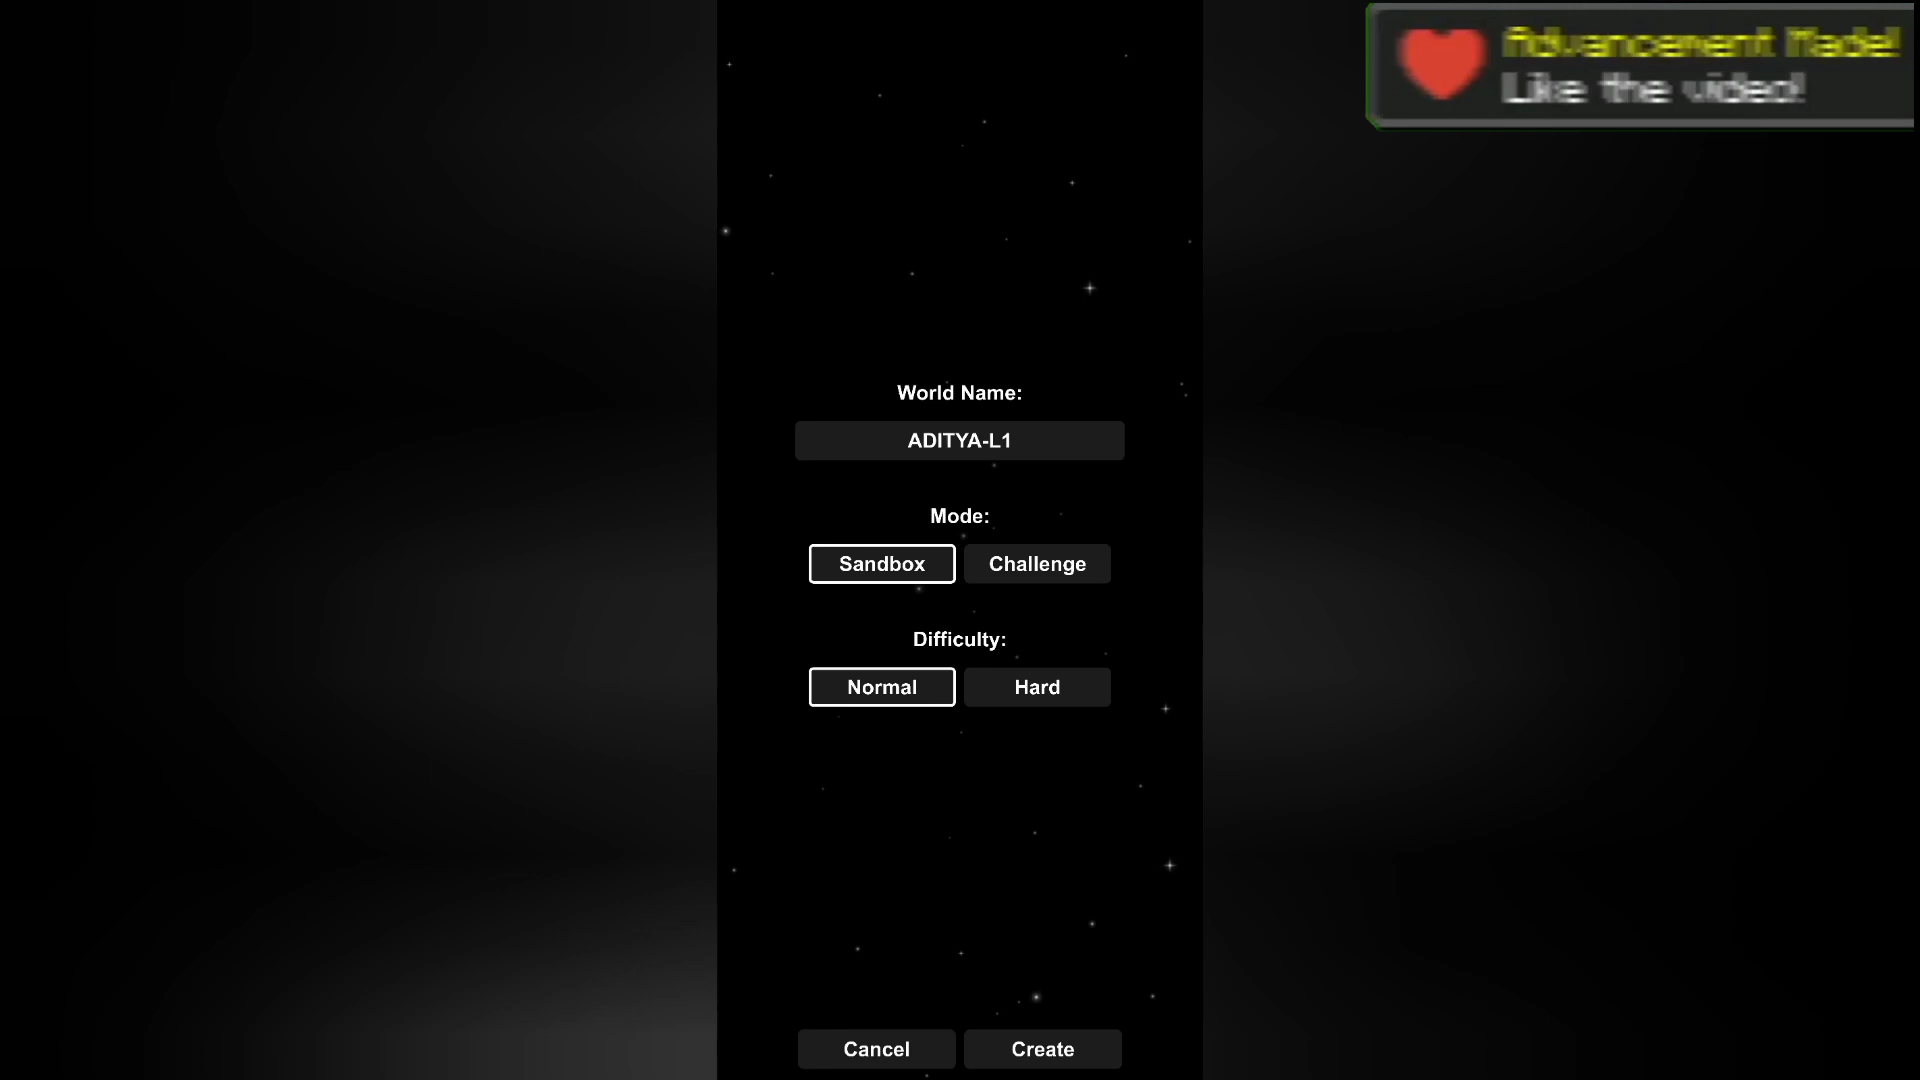 Advancement Made!
Like the video!
World Name:
ADITYA-L1
Mode:
Sandbox Challenge
Difficulty:
Normal Hard
Cancel Create